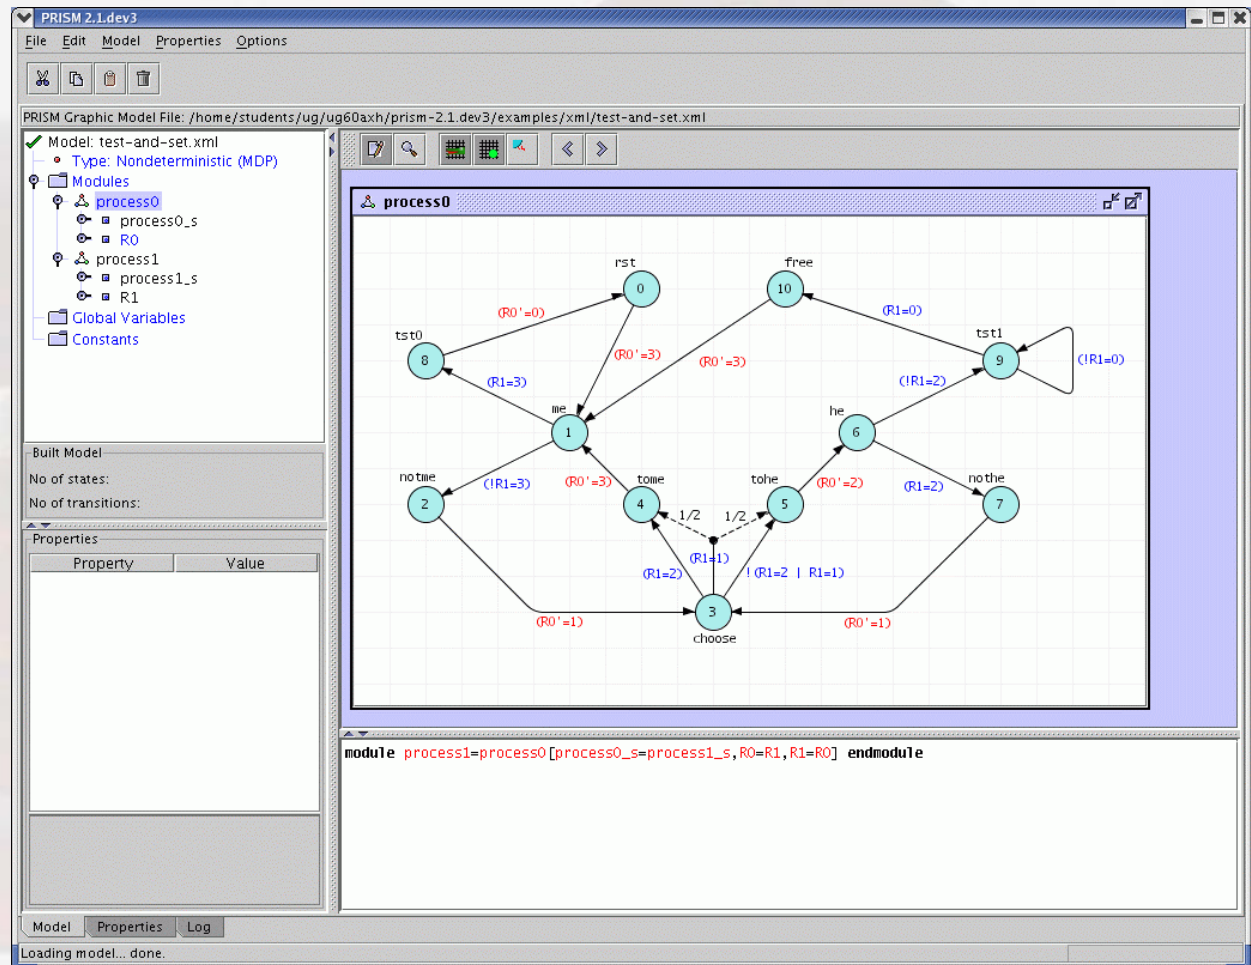 PRISM 2.1.dev3
File Edit Model Properties Options
PRISM Graphic Model File: /home/students/ug/ug60axh/prism-2.1.dev3/examples/xml/test-and-set.xml
Model: test-and-set.xml
Type: Nondeterministic (MDP)
Modules
process0
process0_s
R0
process1
process1_s
R1
Global Variables
Constants
Built Model
No of states:
No of transitions:
Properties
Property Value
process0
rst
0
free
10
(R0'=0)
(R1=0)
tst0
8
(R0'=3)
(R0'=3)
tst1
9
(!R1=0)
(R1=3)
(!R1=2)
me
1
he
6
notme
2
(!R1=3)
(R0'=3)
tome
4
tohe
5
(R0'=2)
(R1=2)
nothe
7
1/2
1/2
(R1=1)
(R1=2)
!(R1=2 | R1=1)
3
choose
(R0'=1)
(R0'=1)
module process1=process0[process0_s=process1_s,R0=R1,R1=R0] endmodule
Model Properties Log
Loading model... done.